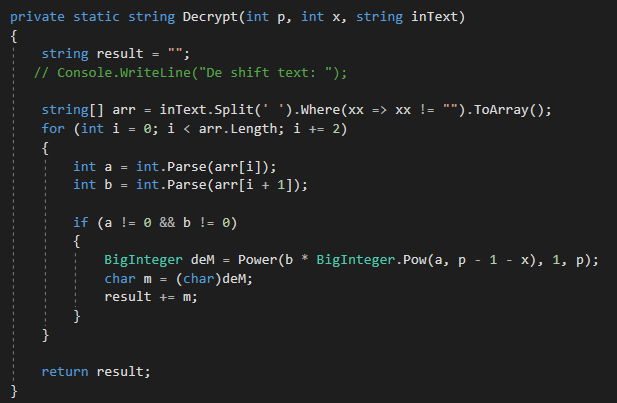 private static string Decrypt(int p, int x, string inText)
{
    string result = "";
   // Console.WriteLine("De shift text: ");

    string[] arr = inText.Split(' ').Where(xx => xx != "").ToArray();
    for (int i = 0; i < arr.Length; i += 2)
    {
        int a = int.Parse(arr[i]);
        int b = int.Parse(arr[i + 1]);

        if (a != 0 && b != 0)
        {
            BigInteger deM = Power(b * BigInteger.Pow(a, p - 1 - x), 1, p);
            char m = (char)deM;
            result += m;
        }
    }

    return result;
}